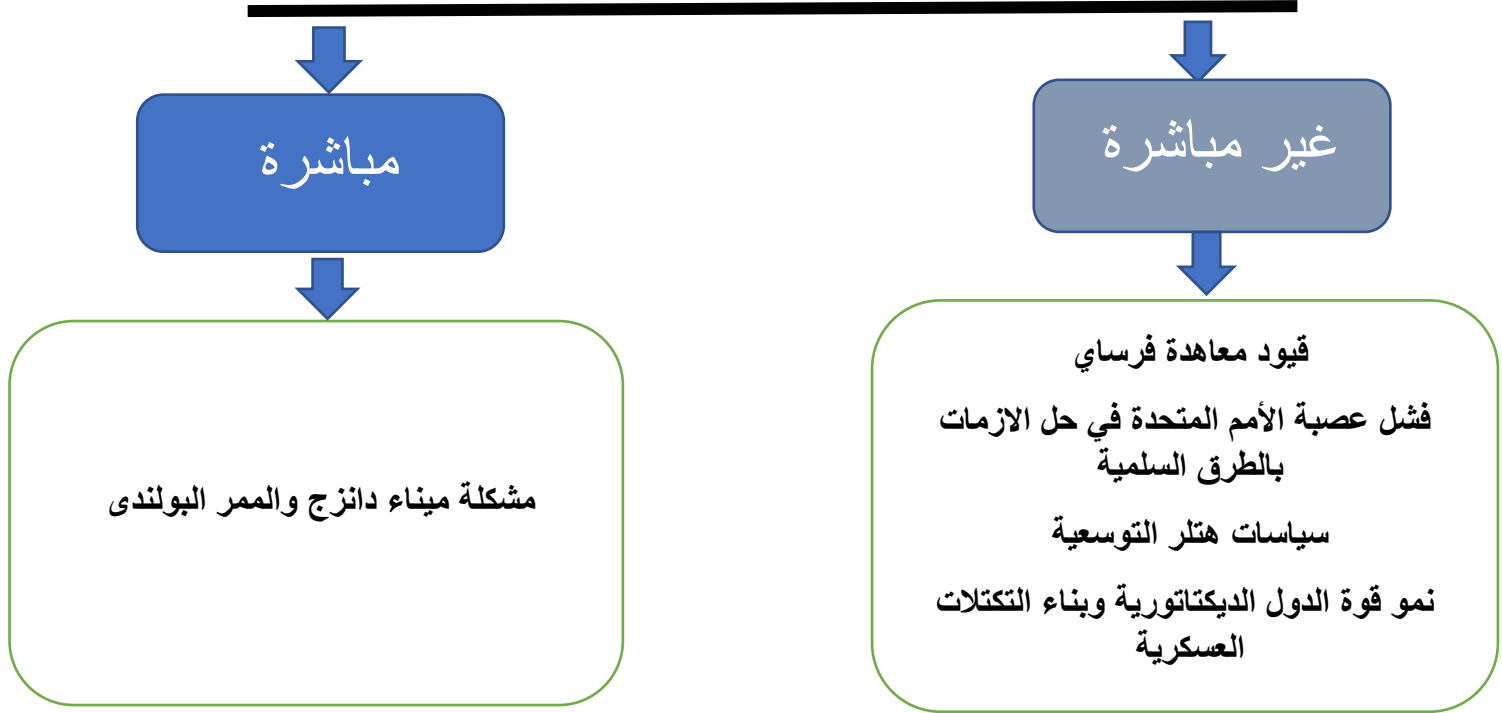 غير مباشرة
مباشرة
قيود معاهدة فرساي
فشل عصبة الأمم المتحدة في حل الازمات
بالطرق السلمية
سياسات هتلر التوسعية
نمو قوة الدول الديكتاتورية وبناء التكتلات
العسكرية
مشكلة ميناء دانزج والممر البولندى